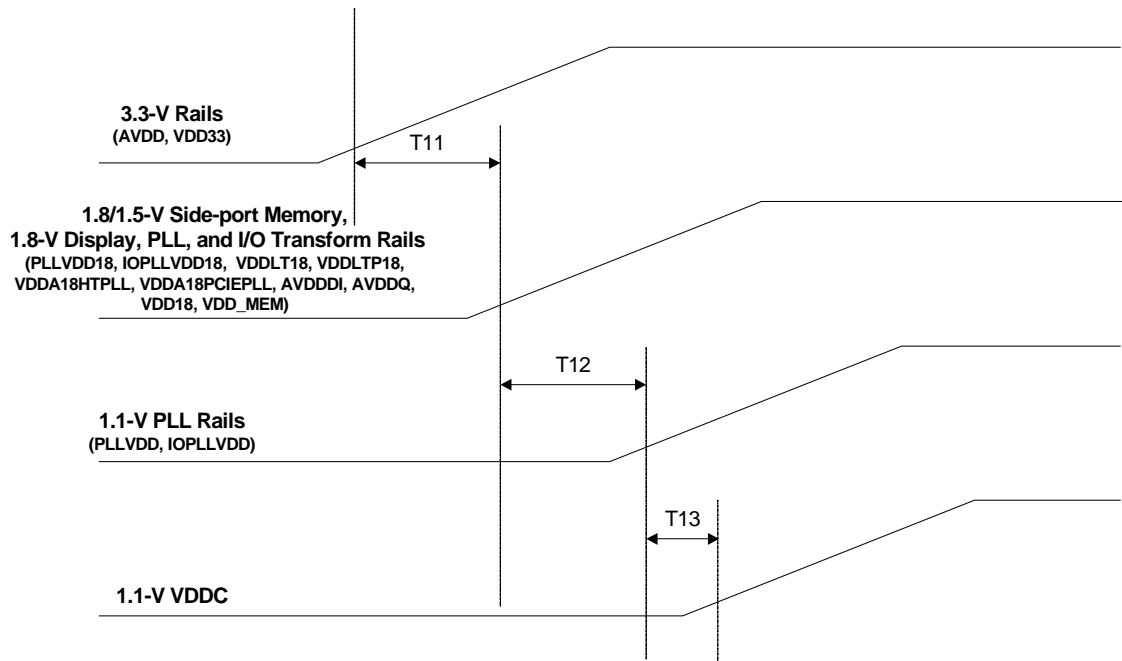 3.3-V Rails
(AVDD, VDD33)
T11
1.8/1.5-V Side-port Memory,
1.8-V Display, PLL, and I/O Transform Rails
(PLLVDD18, IOPLLVDD18, VDDLT18, VDDLTP18,
VDDA18HTPLL, VDDA18PCIEPLL, AVDDDI, AVDDQ,
VDD18, VDD_MEM)
T12
1.1-V PLL Rails
(PLLVDD, IOPLLVDD)
T13
1.1-V VDDC